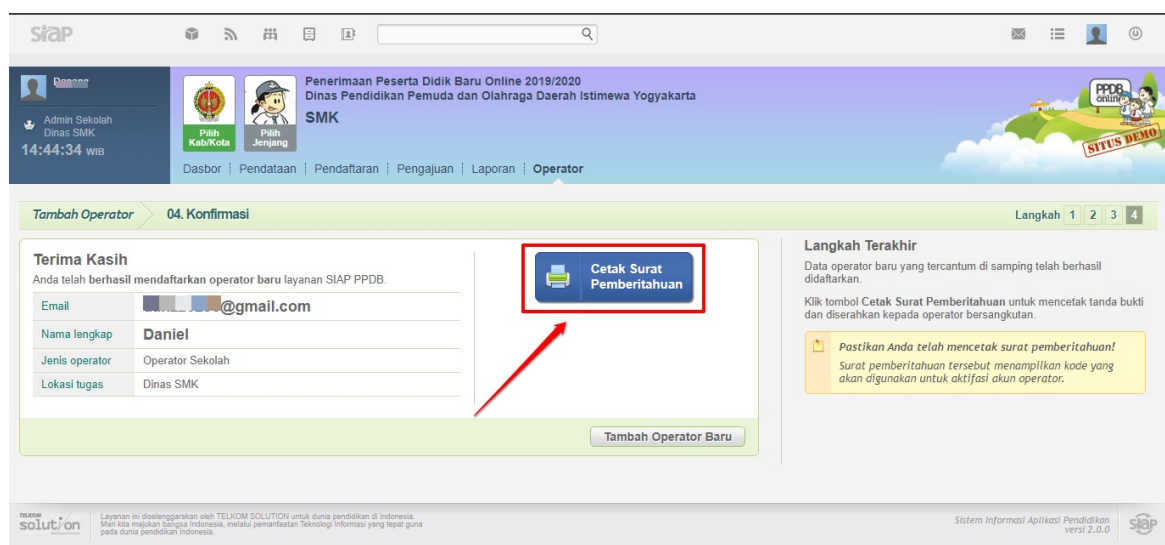 siap
Danang
Admin Sekolah
Dinas SMK
14:44:34 WIB
Pilih
Kab/Kota
Pilih
Jenjang
Penerimaan Peserta Didik Baru Online 2019/2020
Dinas Pendidikan Pemuda dan Olahraga Daerah Istimewa Yogyakarta
SMK
PPDB
online
SITUS DEMO
Dasbor Pendataan Pendaftaran Pengajuan Laporan Operator
Tambah Operator 04. Konfirmasi
Langkah 1 2 3 4
Terima Kasih
Anda telah berhasil mendaftarkan operator baru layanan SIAP PPDB.
Email @gmail.com
Nama lengkap Daniel
Jenis operator Operator Sekolah
Lokasi tugas Dinas SMK
Cetak Surat
Pemberitahuan
Tambah Operator Baru
Langkah Terakhir
Data operator baru yang tercantum di samping telah berhasil
didaftarkan.
Klik tombol Cetak Surat Pemberitahuan untuk mencetak tanda bukti
dan diserahkan kepada operator bersangkutan.
Pastikan Anda telah mencetak surat pemberitahuan!
Surat pemberitahuan tersebut menampilkan kode yang
akan digunakan untuk aktifasi akun operator.
TELKOM
solution
Layanan ini diselenggarakan oleh TELKOM SOLUTION untuk dunia pendidikan di Indonesia.
Mari kita majukan bangsa Indonesia, melalui pemanfaatan Teknologi Informasi yang tepat guna
pada dunia pendidikan Indonesia.
Sistem Informasi Aplikasi Pendidikan
versi 2.0.0
siap